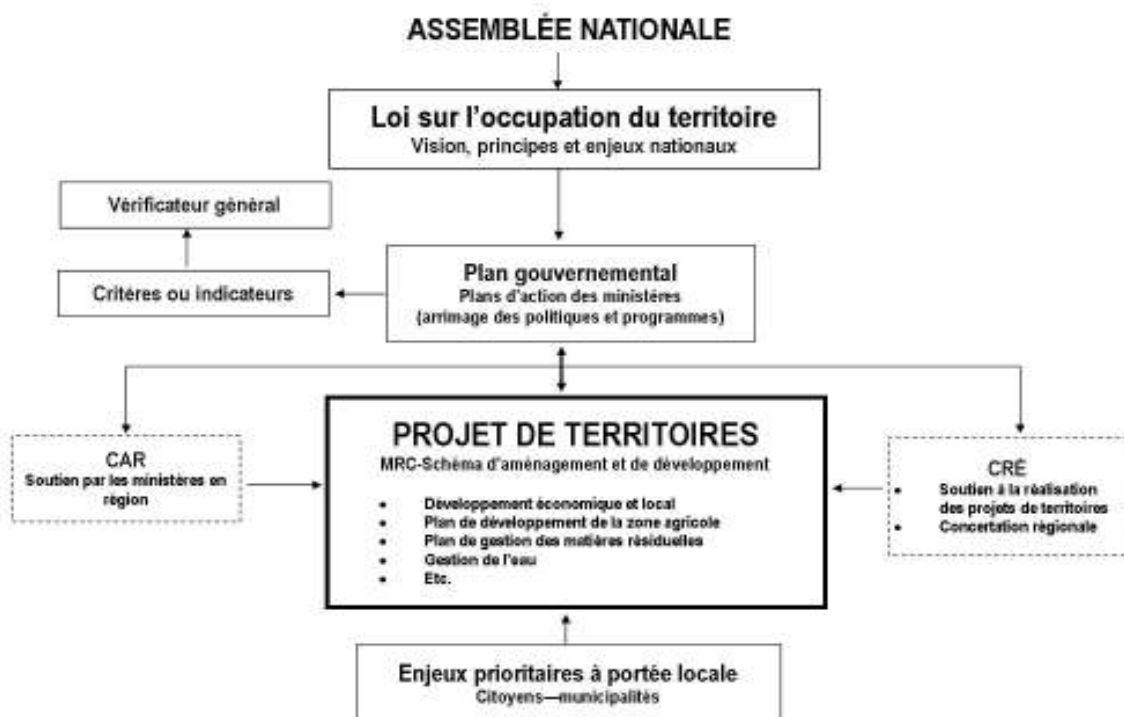 ASSEMBLÉE NATIONALE
Loi sur l'occupation du territoire
Vision, principes et enjeux nationaux
Vérificateur général
Critères ou indicateurs
Plan gouvernemental
Plans d'action des ministères
(arrimage des politiques et programmes)
CAR
Soutien par les ministères en
région
PROJET DE TERRITOIRES
MRC-Schéma d'aménagement et de développement
• Développement économique et local
• Plan de développement de la zone agricole
• Plan de gestion des matières résiduelles
• Gestion de l'eau
• Etc.
CRÉ
• Soutien à la réalisation
des projets de territoires
• Concertation régionale
Enjeux prioritaires à portée locale
Citoyens—municipalités